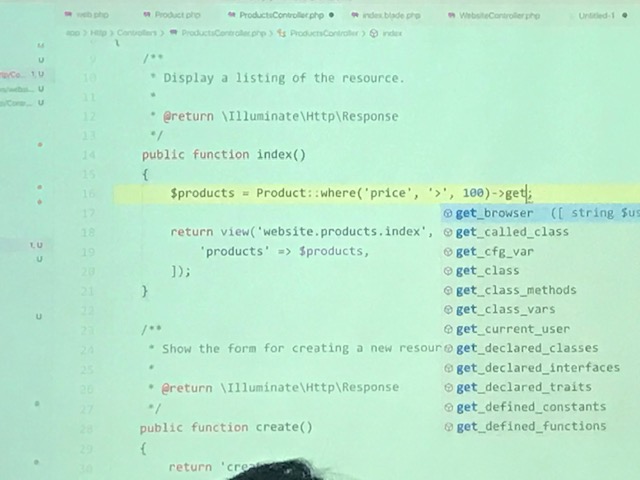 web.php Product.php ProductsController.php index.blade.php WebsiteController.php Untitled-1
app > Http > Controllers > ProductsController.php > ProductsController > index
M
9 /**
U
10 * Display a listing of the resource.
1, U
11 *
U
12 * @return \Illuminate\Http\Response
U
13 */
14 public function index()
15 {
16 $products = Product::where('price', '>', 100)->get;
17
get_browser ([ string $us
18 return view('website.products.index',
get_called_class
1, U
19 'products' => $products,
get_cfg_var
U
20 ]);
get_class
21 }
get_class_methods
22
get_class_vars
U
23 /**
get_current_user
24 * Show the form for creating a new resour
get_declared_classes
25 *
get_declared_interfaces
26 * @return \Illuminate\Http\Response
get_declared_traits
27 */
get_defined_constants
28 public function create()
get_defined_functions
29 {
30 return 'crea